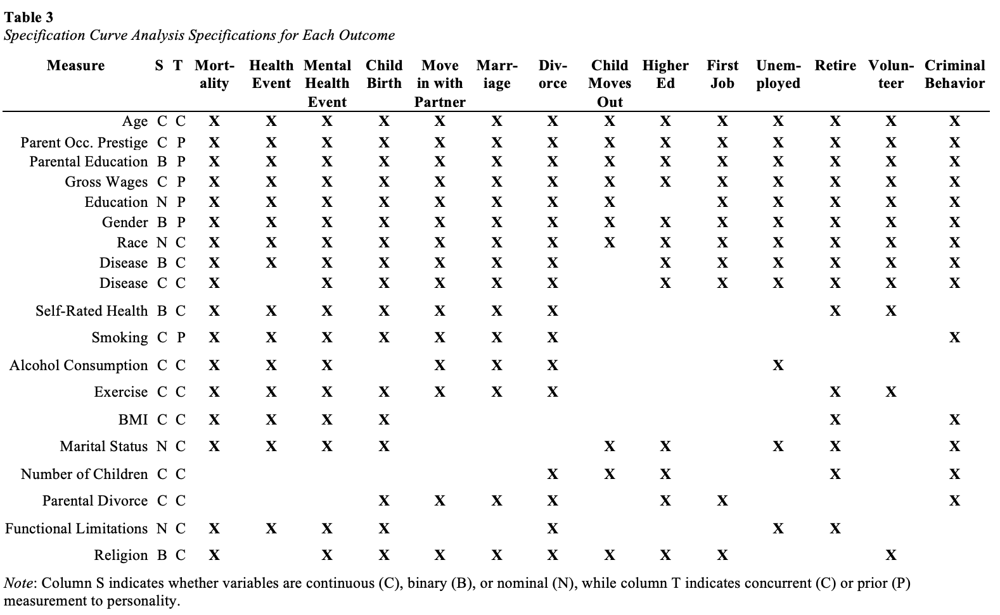 Table 3
Specification Curve Analysis Specifications for Each Outcome
Measure S T Mort- Health Mental Child Move Marr- Div- Child Higher First Unem- Retire Volun- Criminal
ality Event Health Birth in with iage orce Moves Ed Job ployed teer Behavior
Event Partner Out
Age C C X X X X X X X X X X X X X X
Parent Occ. Prestige C P X X X X X X X X X X X X X X
Parental Education B P X X X X X X X X X X X X X X
Gross Wages C P X X X X X X X X X X X X X X
Education N P X X X X X X X X X X X X X
Gender B P X X X X X X X X X X X X X X
Race N C X X X X X X X X X X X X X X
Disease B C X X X X X X X X X X X X X
Disease C C X X X X X X X X X X X X
Self-Rated Health B C X X X X X X X X X
Smoking C P X X X X X X X X
Alcohol Consumption C C X X X X X X X
Exercise C C X X X X X X X X X
BMI C C X X X X X X
Marital Status N C X X X X X X X X X
Number of Children C C X X X X X
Parental Divorce C C X X X X X X X
Functional Limitations N C X X X X X X X
Religion B C X X X X X X X X X X
Note: Column S indicates whether variables are continuous (C), binary (B), or nominal (N), while column T indicates concurrent (C) or prior (P)
measurement to personality.